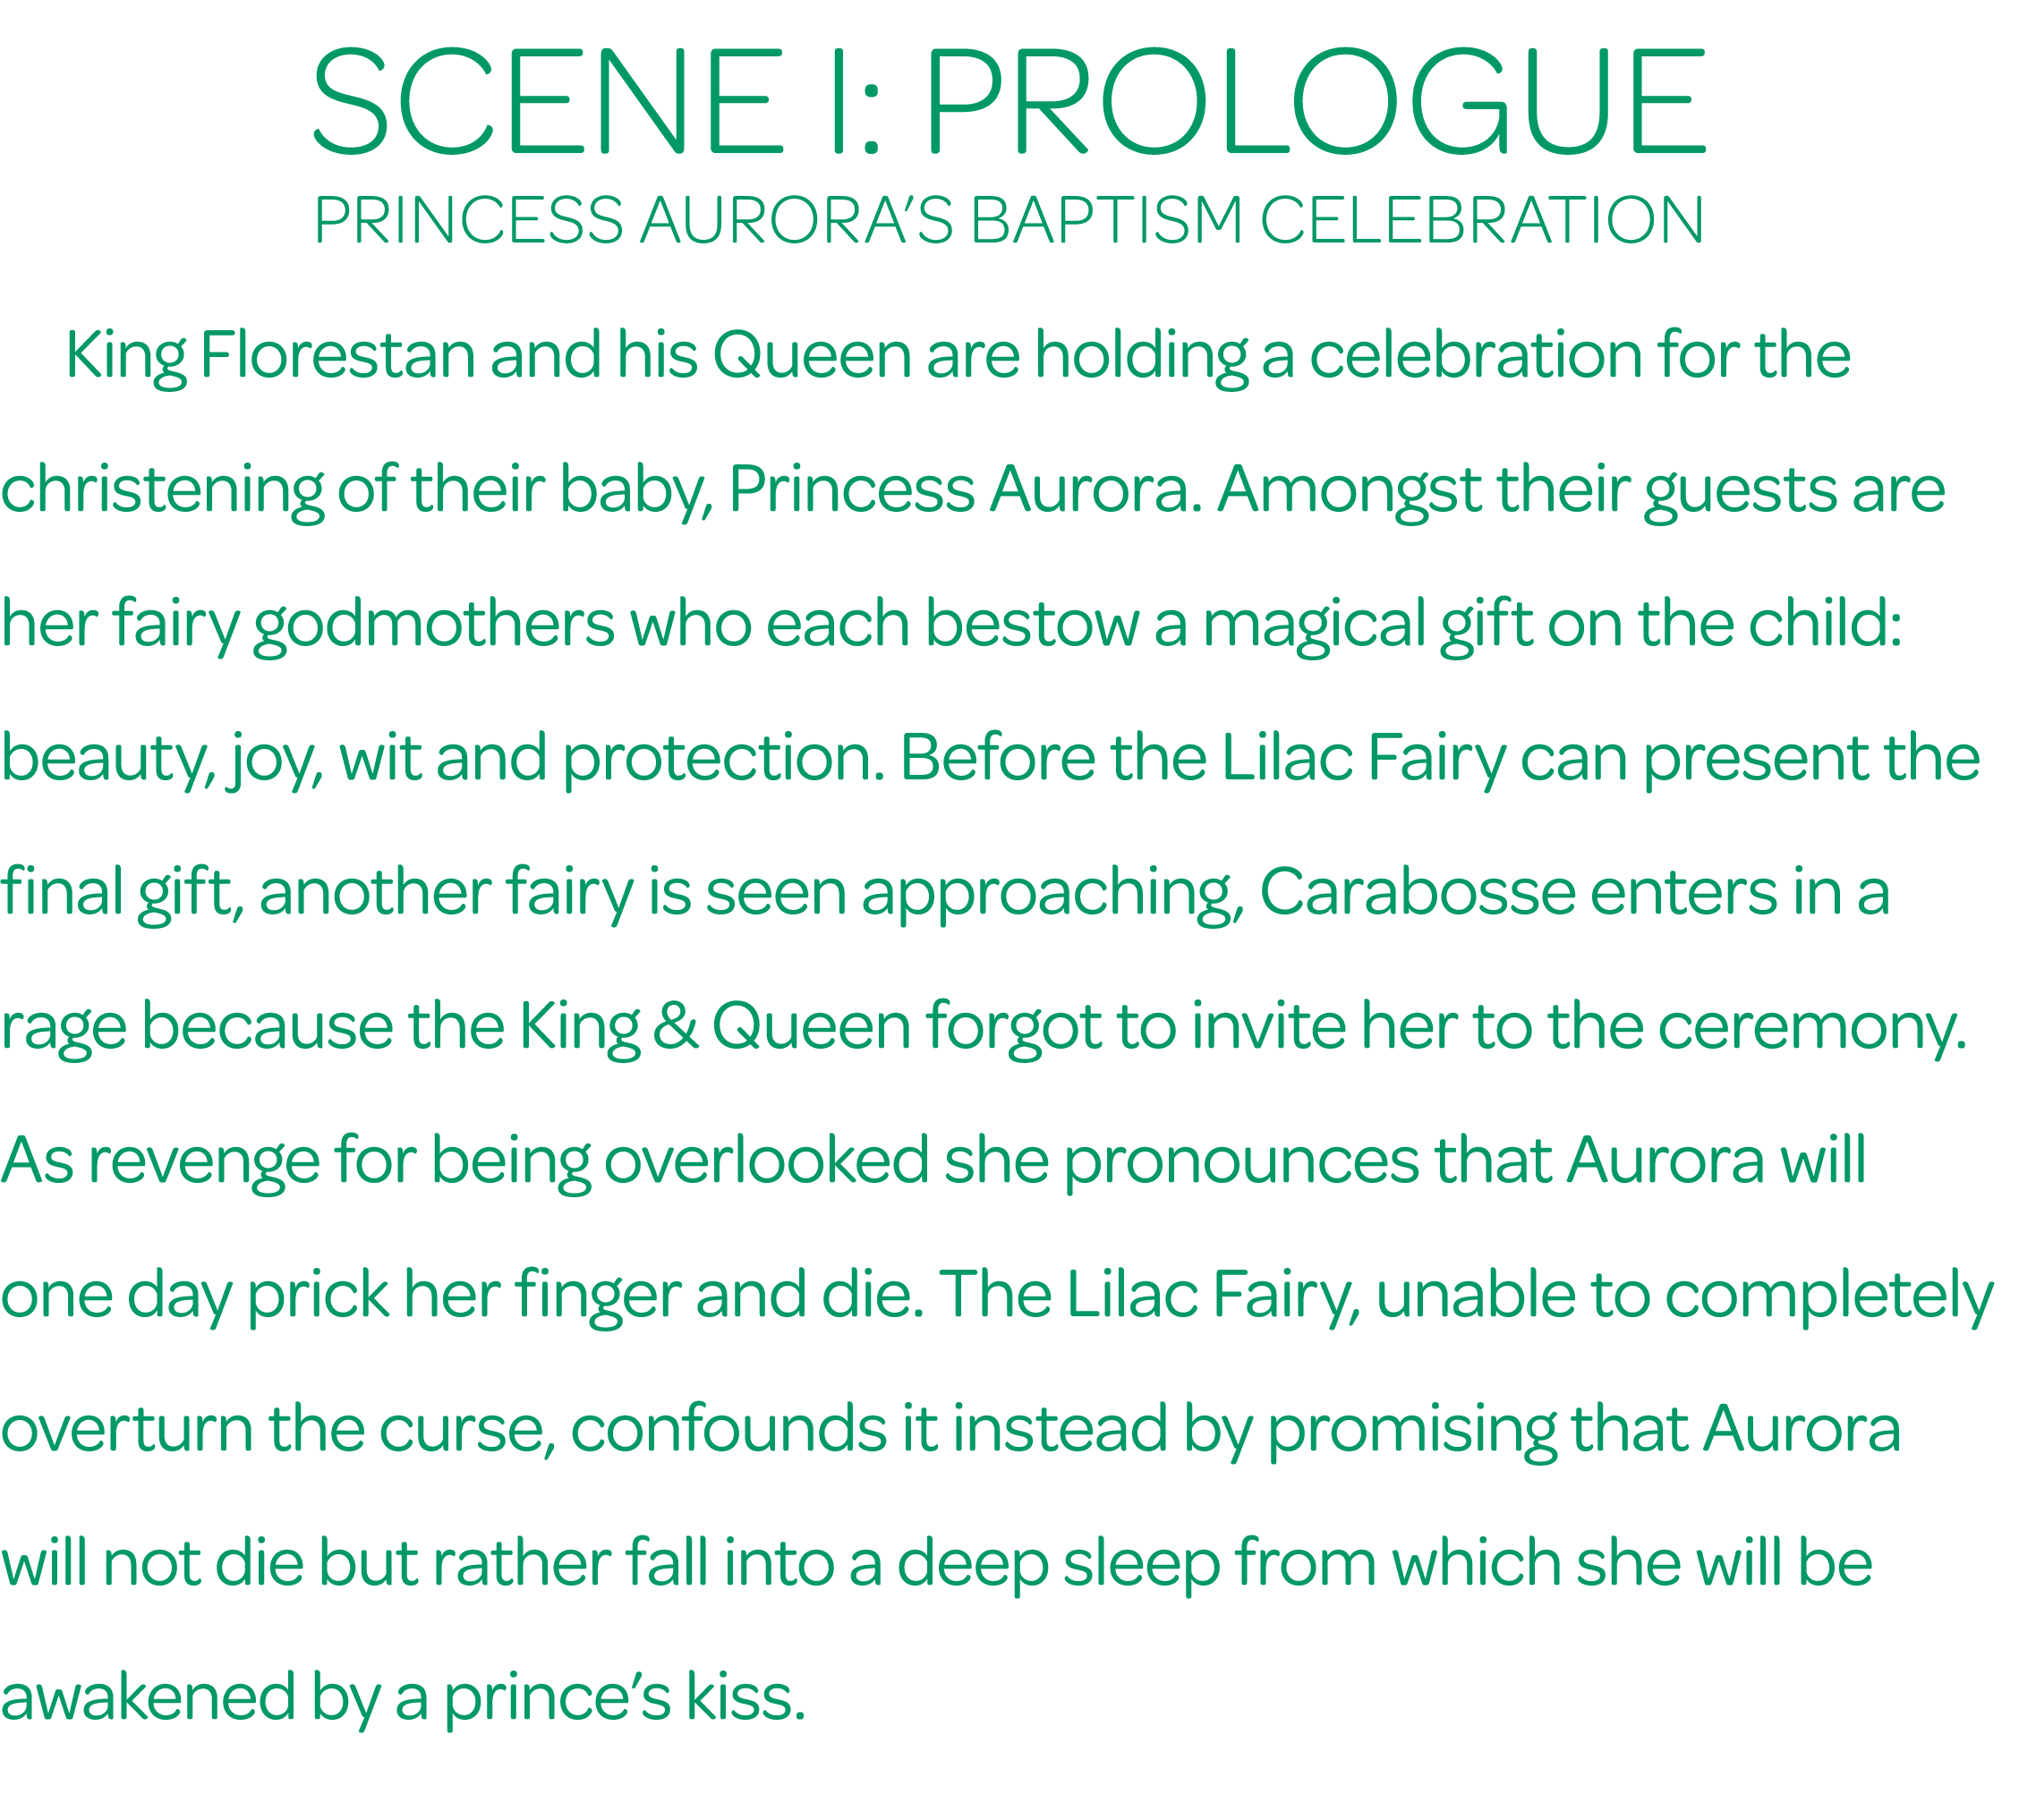 SCENE I: PROLOGUE
PRINCESS AURORA’S BAPTISM CELEBRATION
King Florestan and his Queen are holding a celebration for the
christening of their baby, Princess Aurora. Amongst their guests are
her fairy godmothers who each bestow a magical gift on the child:
beauty, joy, wit and protection. Before the Lilac Fairy can present the
final gift, another fairy is seen approaching, Carabosse enters in a
rage because the King & Queen forgot to invite her to the ceremony.
As revenge for being overlooked she pronounces that Aurora will
one day prick her finger and die. The Lilac Fairy, unable to completely
overturn the curse, confounds it instead by promising that Aurora
will not die but rather fall into a deep sleep from which she will be
awakened by a prince’s kiss.